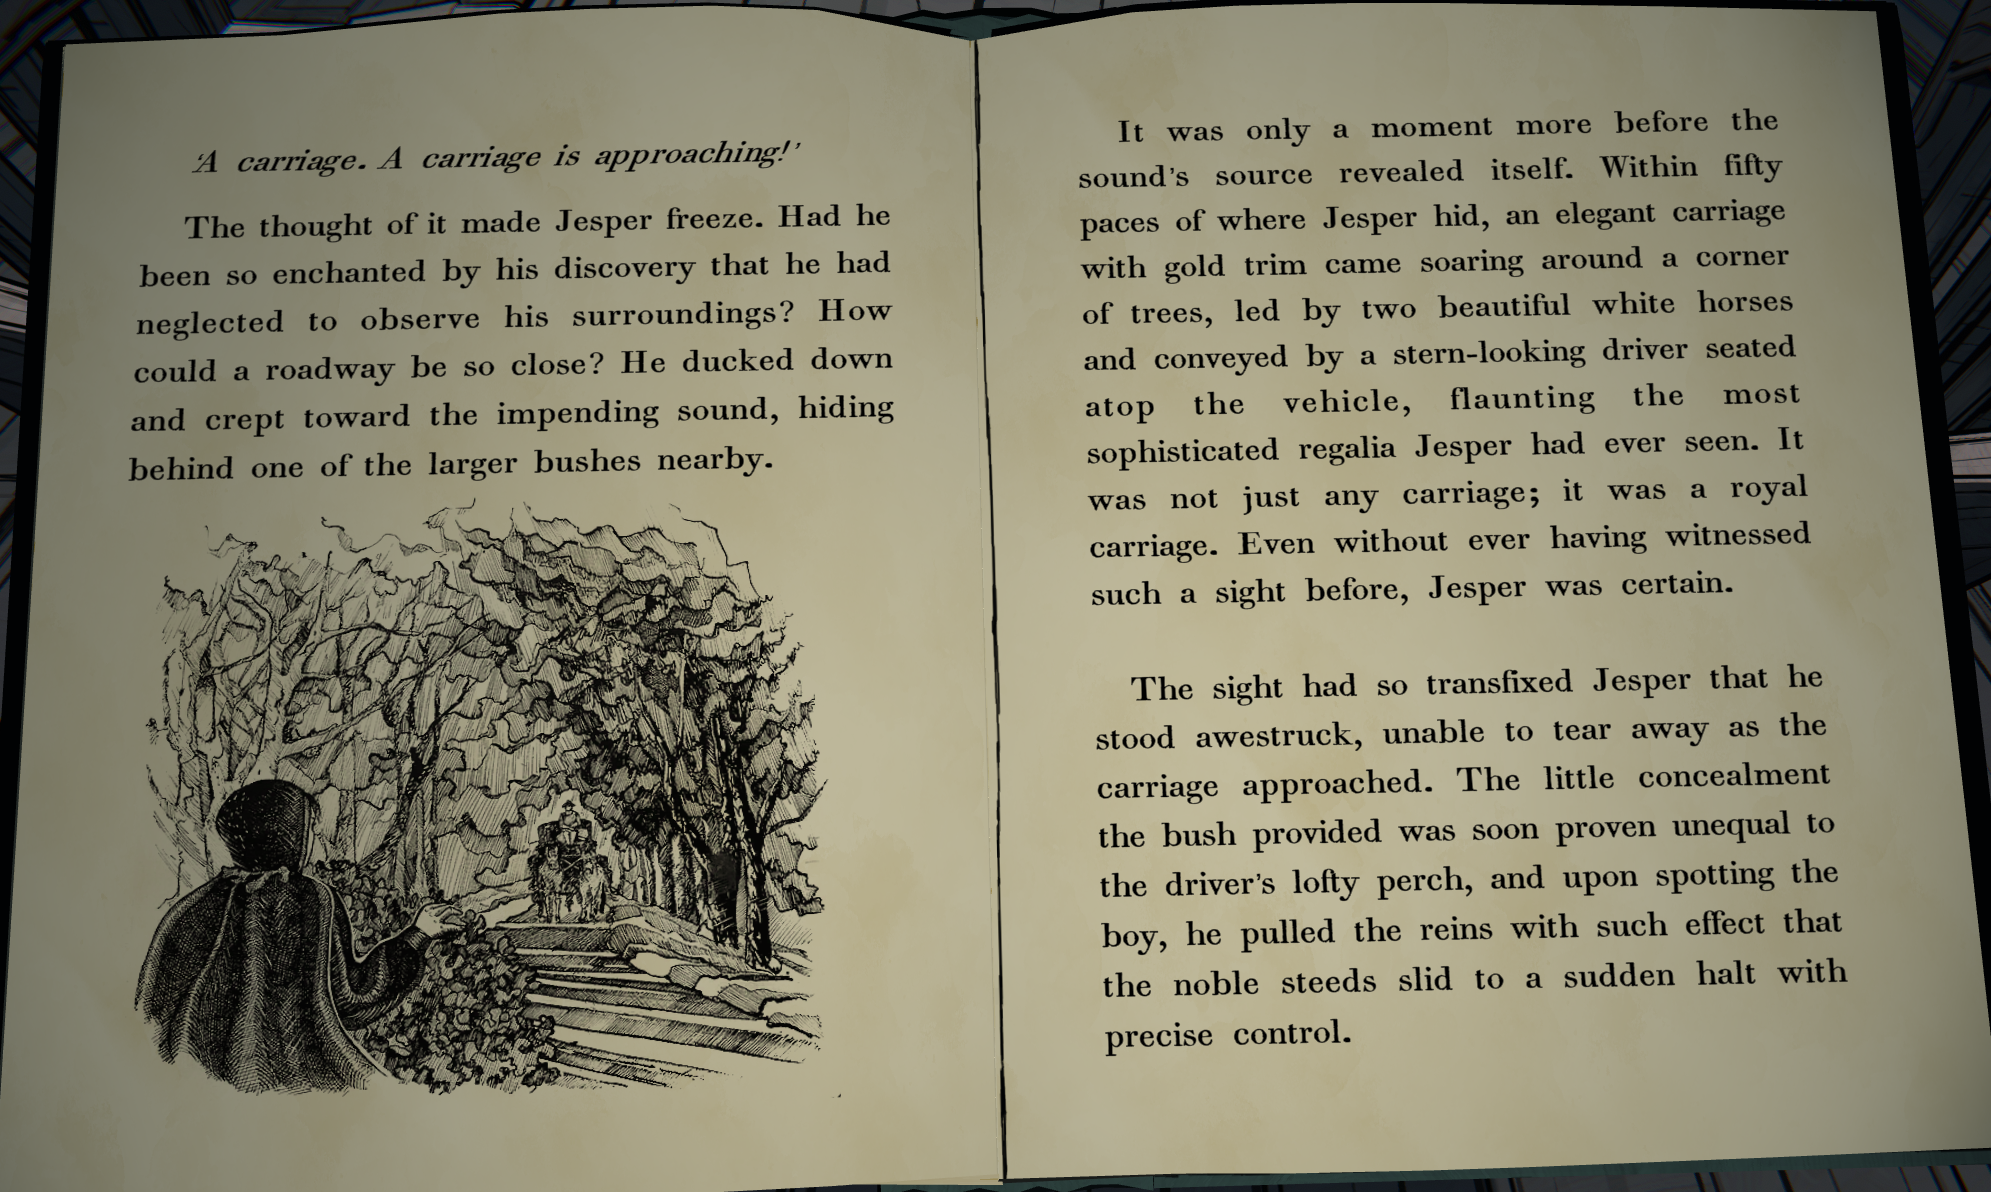 'A carriage. A carriage is approaching!'
The thought of it made Jesper freeze. Had he
been so enchanted by his discovery that he had
neglected to observe his surroundings? How
could a roadway be so close? He ducked down
and crept toward the impending sound, hiding
behind one of the larger bushes nearby.
It was only a moment more before the
sound's source revealed itself. Within fifty
paces of where Jesper hid, an elegant carriage
with gold trim came soaring around a corner
of trees, led by two beautiful white horses
and conveyed by a stern-looking driver seated
atop the vehicle, flaunting the most
sophisticated regalia Jesper had ever seen. It
was not just any carriage; it was a royal
carriage. Even without ever having witnessed
such a sight before, Jesper was certain.
The sight had so transfixed Jesper that he
stood awestruck, unable to tear away as the
carriage approached. The little concealment
the bush provided was soon proven unequal to
the driver's lofty perch, and upon spotting the
boy, he pulled the reins with such effect that
the noble steeds slid to a sudden halt with
precise control.